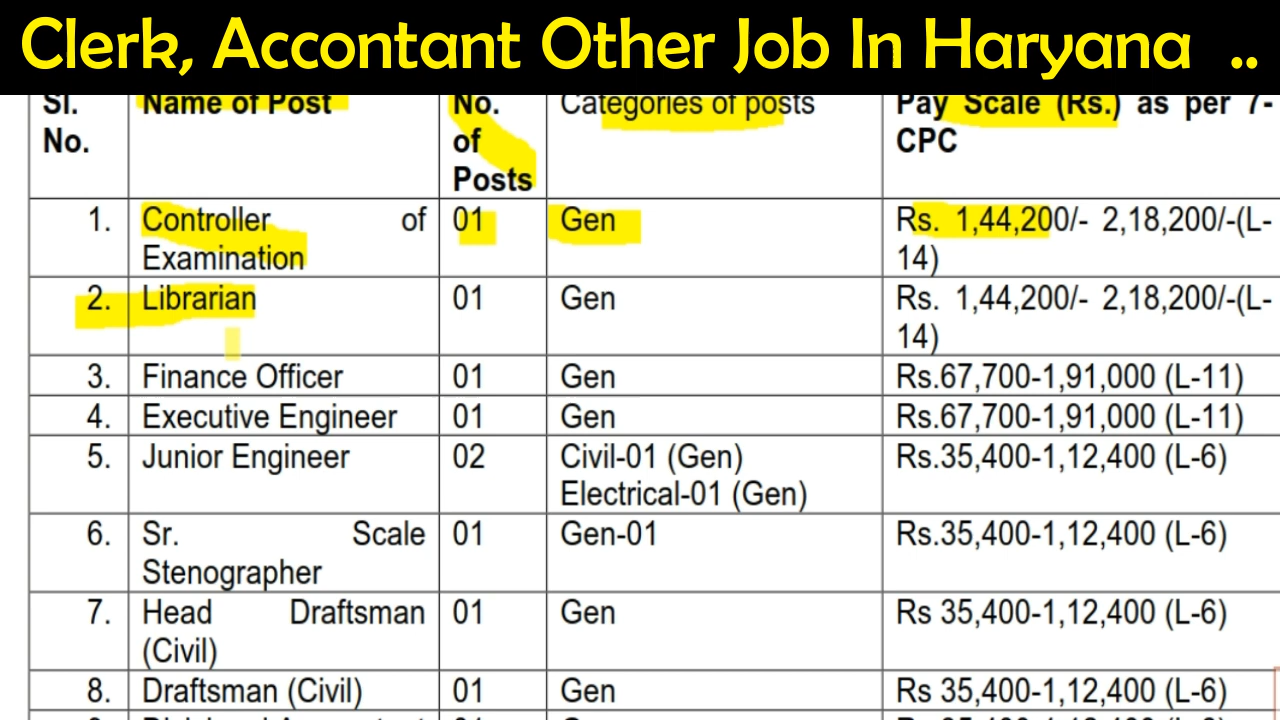 Clerk, Accontant Other Job In Haryana ..
Sl. No. Name of Post No. of Posts Categories of posts Pay Scale (Rs.) as per 7-CPC
1. Controller of Examination 01 Gen Rs. 1,44,200/- 2,18,200/-(L-14)
2. Librarian 01 Gen Rs. 1,44,200/- 2,18,200/-(L-14)
3. Finance Officer 01 Gen Rs.67,700-1,91,000 (L-11)
4. Executive Engineer 01 Gen Rs.67,700-1,91,000 (L-11)
5. Junior Engineer 02 Civil-01 (Gen) Electrical-01 (Gen) Rs.35,400-1,12,400 (L-6)
6. Sr. Scale Stenographer 01 Gen-01 Rs.35,400-1,12,400 (L-6)
7. Head Draftsman (Civil) 01 Gen Rs 35,400-1,12,400 (L-6)
8. Draftsman (Civil) 01 Gen Rs 35,400-1,12,400 (L-6)